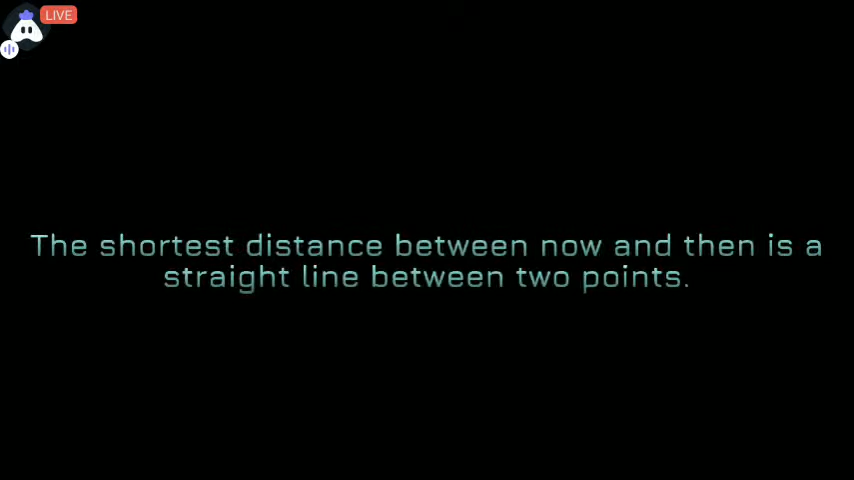 LIVE
The shortest distance between now and then is a
straight line between two points.